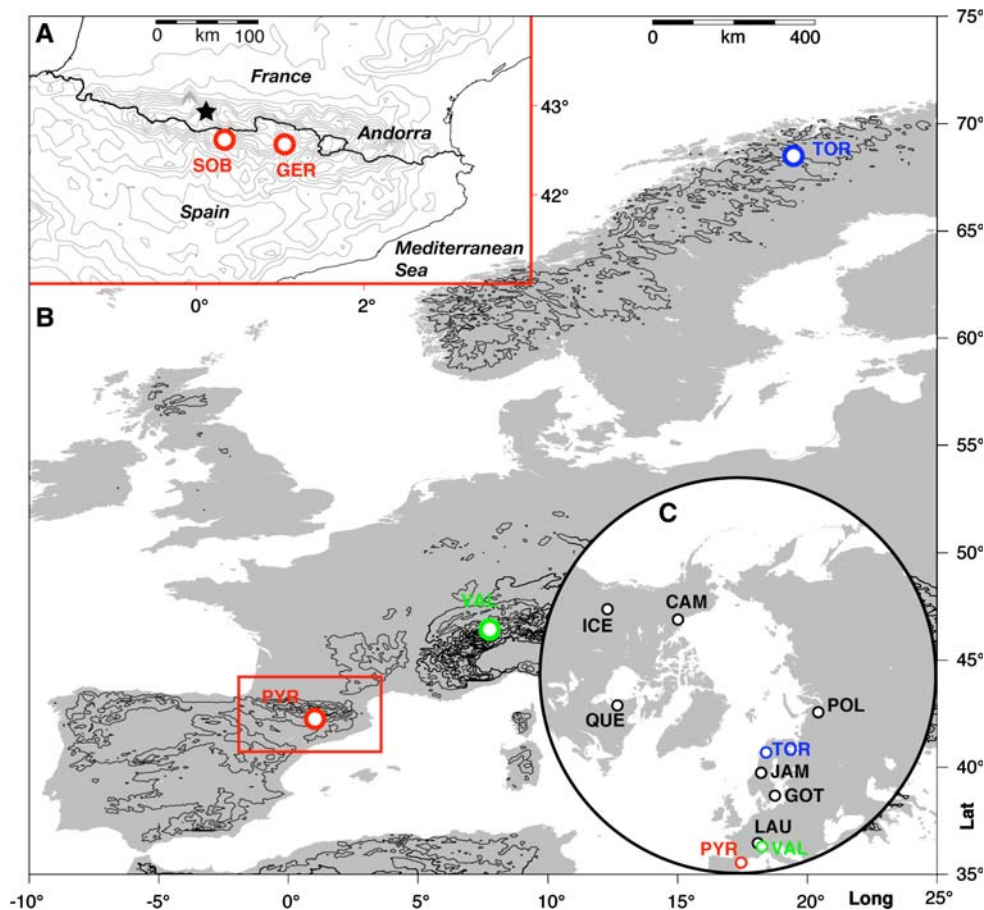 A
0 km 100
0 km 400
75°
France
43°
Andorra
SOB
GER
42°
Spain
Mediterranean
Sea
0°
2°
TOR
70°
65°
B
60°
55°
C
50°
VAL
CAM
ICE
45°
PYR
QUE
POL
TOR
JAM
40°
GOT
LAU
PYR
VAL
Lat
35°
-10°
-5°
0°
5°
10°
15°
20°
Long
25°